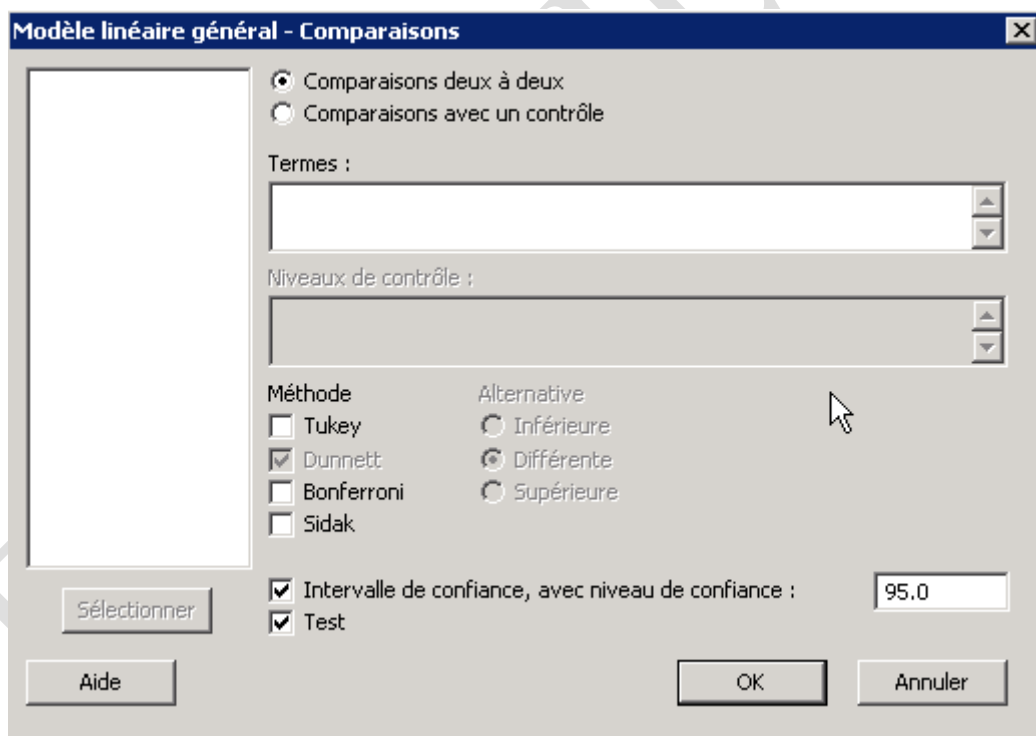 Modèle linéaire général - Comparaisons
Comparaisons deux à deux
Comparaisons avec un contrôle
Termes :
Niveaux de contrôle :
Méthode
Alternative
Tukey
Inférieure
Dunnett
Différente
Bonferroni
Supérieure
Sidak
Intervalle de confiance, avec niveau de confiance :
95.0
Sélectionner
Test
Aide
OK
Annuler